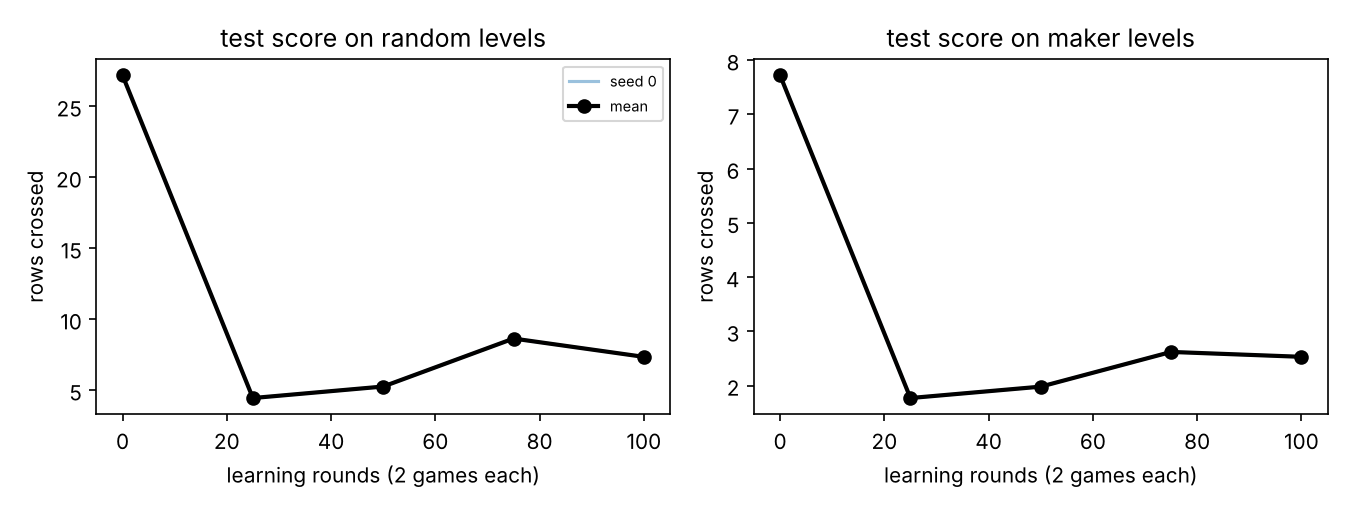 test score on random levels
rows crossed
25
20
15
10
5
seed 0
mean
0 20 40 60 80 100
learning rounds (2 games each)
test score on maker levels
rows crossed
8
7
6
5
4
3
2
0 20 40 60 80 100
learning rounds (2 games each)